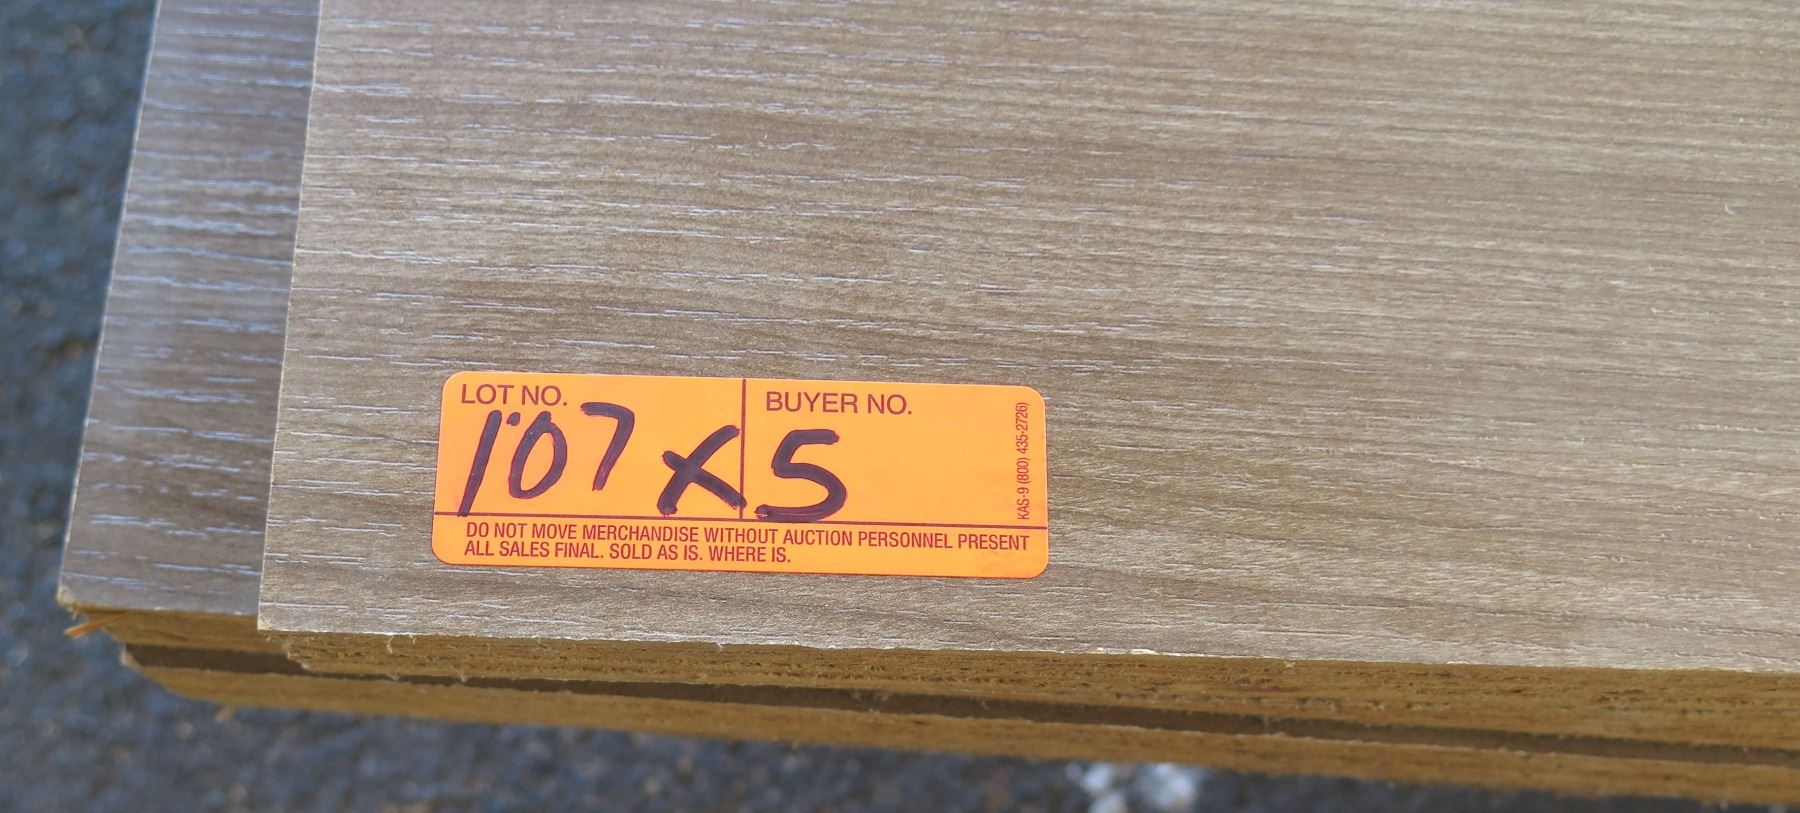 LOT NO. BUYER NO.
107 X5
DO NOT MOVE MERCHANDISE WITHOUT AUCTION PERSONNEL PRESENT
ALL SALES FINAL. SOLD AS IS. WHERE IS.
KAS-9 (800) 435-2726)